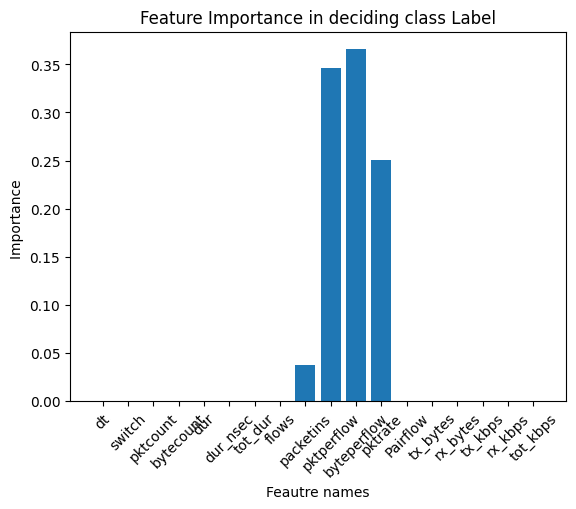 Feature Importance in deciding class Label
Importance
0.35
0.30
0.25
0.20
0.15
0.10
0.05
0.00
dt
switch
pktcount
bytecount
dur
dur_nsec
tot_dur
flows
packetins
pktperflow
byteperflow
pktrate
Pairflow
tx_bytes
rx_bytes
tx_kbps
rx_kbps
tot_kbps
Feautre names